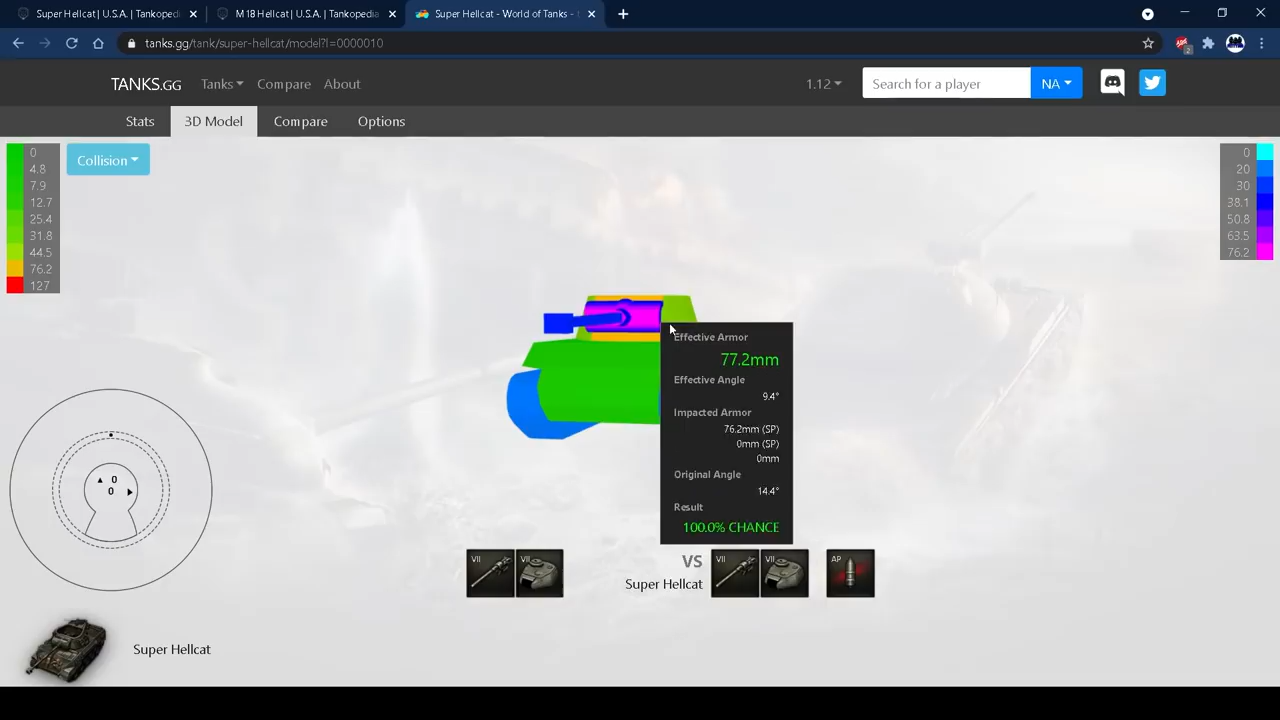 Super Hellcat | U.S.A. | Tankopedi
M18 Hellcat | U.S.A. | Tankopedia
Super Hellcat - World of Tanks -
tanks.gg/tank/super-hellcat/model?l=0000010
2
TANKS.GG
Tanks
Compare
About
1.12
Search for a player
NA
Stats
3D Model
Compare
Options
Collision
0
4.8
7.9
12.7
25.4
31.8
44.5
76.2
127
0
20
30
38.1
50.8
63.5
76.2
Effective Armor
77.2mm
Effective Angle
9.4°
Impacted Armor
76.2mm (SP)
0mm (SP)
0mm
Original Angle
14.4°
Result
100.0% CHANCE
0
0
VII
VII
VS
Super Hellcat
VII
VII
AP
Super Hellcat